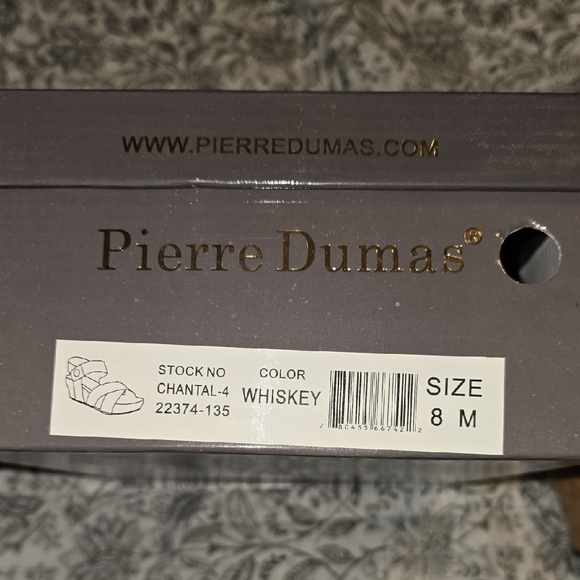 WWW.PIERREDUMAS.COM
Pierre Dumas®
STOCK NO
CHANTAL-4
22374-135
COLOR
WHISKEY
SIZE
8 M